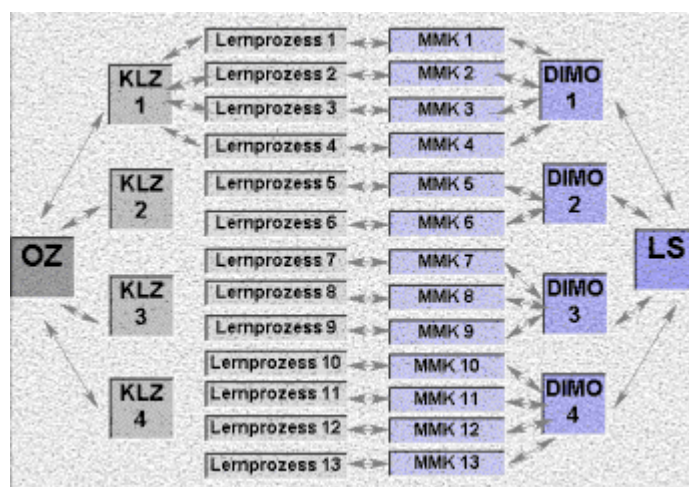 Lernprozess 1 MMK 1
KLZ 1
Lernprozess 2 MMK 2
DIMO 1
Lernprozess 3 MMK 3
Lernprozess 4 MMK 4
KLZ 2
Lernprozess 5 MMK 5
DIMO 2
Lernprozess 6 MMK 6
OZ
Lernprozess 7 MMK 7
LS
KLZ 3
Lernprozess 8 MMK 8
DIMO 3
Lernprozess 9 MMK 9
Lernprozess 10 MMK 10
KLZ 4
Lernprozess 11 MMK 11
DIMO 4
Lernprozess 12 MMK 12
Lernprozess 13 MMK 13